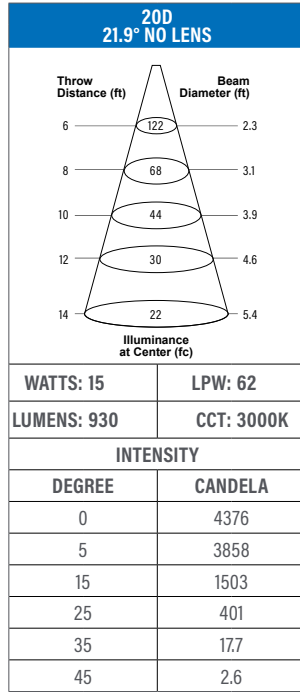 20D
21.9° NO LENS
Throw
Distance (ft)
Beam
Diameter (ft)
6 122 2.3
8 68 3.1
10 44 3.9
12 30 4.6
14 22 5.4
Illuminance
at Center (fc)
WATTS: 15 LPW: 62
LUMENS: 930 CCT: 3000K
INTENSITY
DEGREE CANDELA
0 4376
5 3858
15 1503
25 401
35 17.7
45 2.6